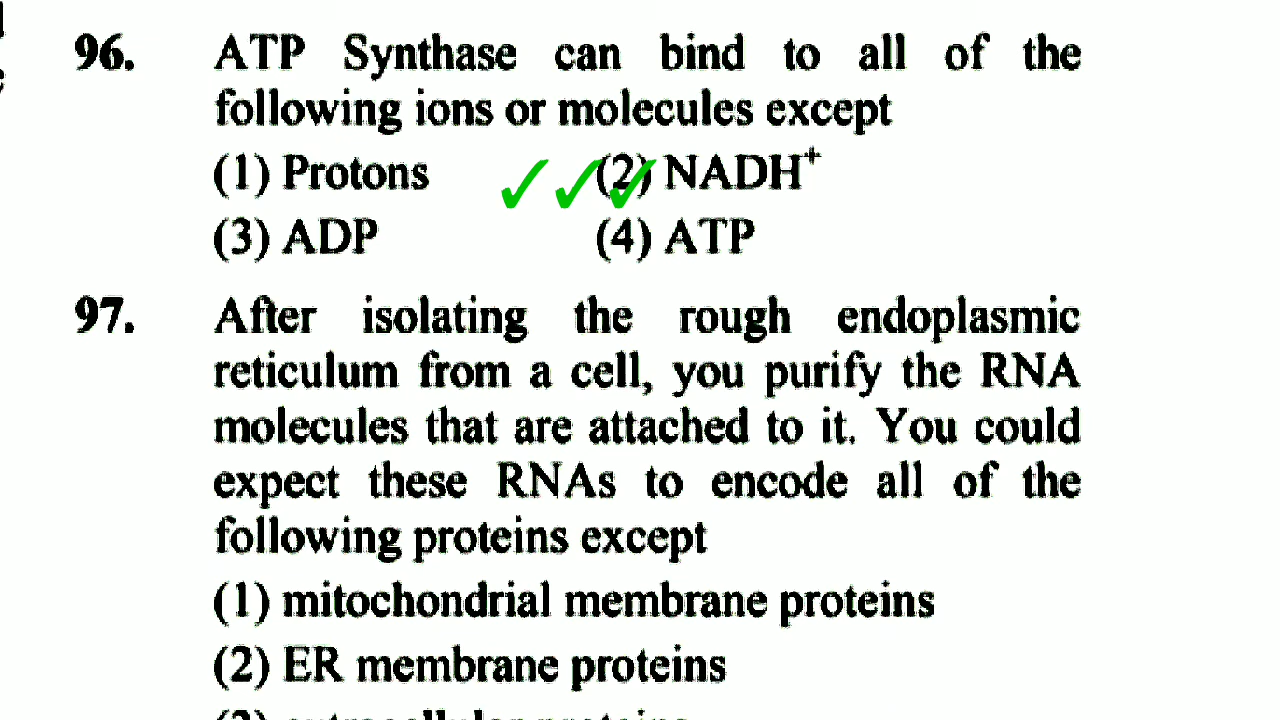 96. ATP Synthase can bind to all of the
following ions or molecules except
(1) Protons (2) NADH⁺
(3) ADP (4) ATP
97. After isolating the rough endoplasmic
reticulum from a cell, you purify the RNA
molecules that are attached to it. You could
expect these RNAs to encode all of the
following proteins except
(1) mitochondrial membrane proteins
(2) ER membrane proteins